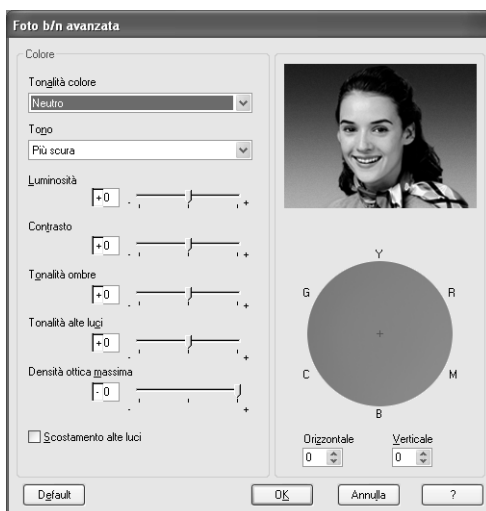 Foto b/n avanzata
Colore
Tonalità colore
Neutro
Tono
Più scura
Luminosità
+0
- +
Contrasto
+0
- +
Tonalità ombre
+0
- +
Tonalità alte luci
+0
- +
Densità ottica massima
- 0
- +
Scostamento alte luci
Y
G R
C M
B
Orizzontale Verticale
0 0
Default OK Annulla ?